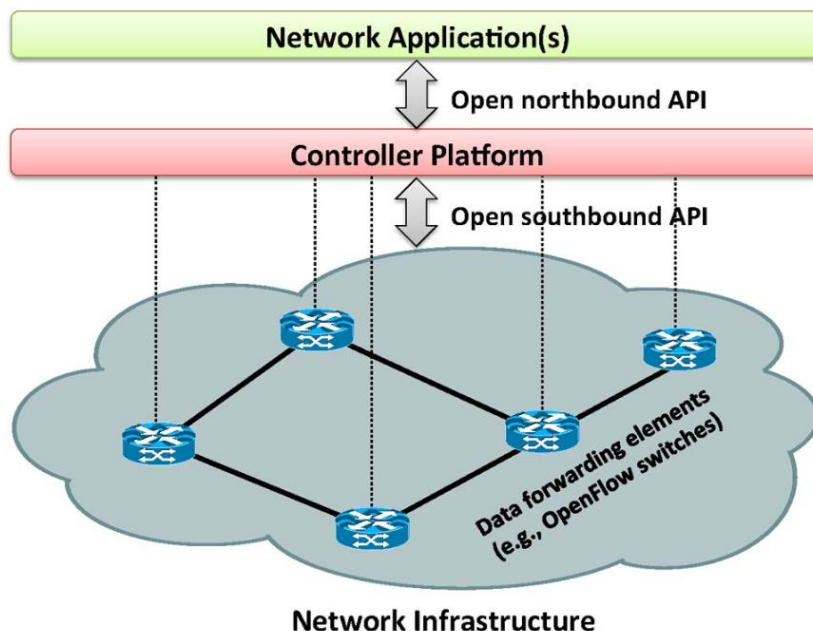 Network Application(s)
Open northbound API
Controller Platform
Open southbound API
Data forwarding elements
(e.g., OpenFlow switches)
Network Infrastructure